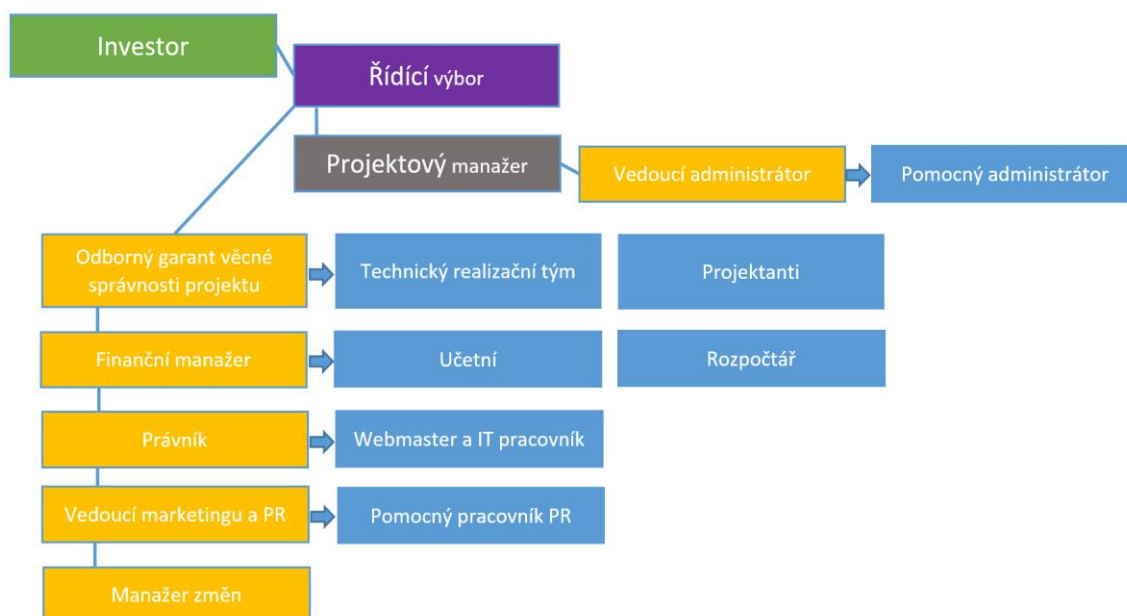 Investor
Řídící výbor
Projektový manažer
Vedoucí administrátor
Pomocný administrátor
Odborný garant věcné
správnosti projektu
Technický realizační tým
Projektanti
Finanční manažer
Učetní
Rozpočtář
Právník
Webmaster a IT pracovník
Vedoucí marketingu a PR
Pomocný pracovník PR
Manažer změn